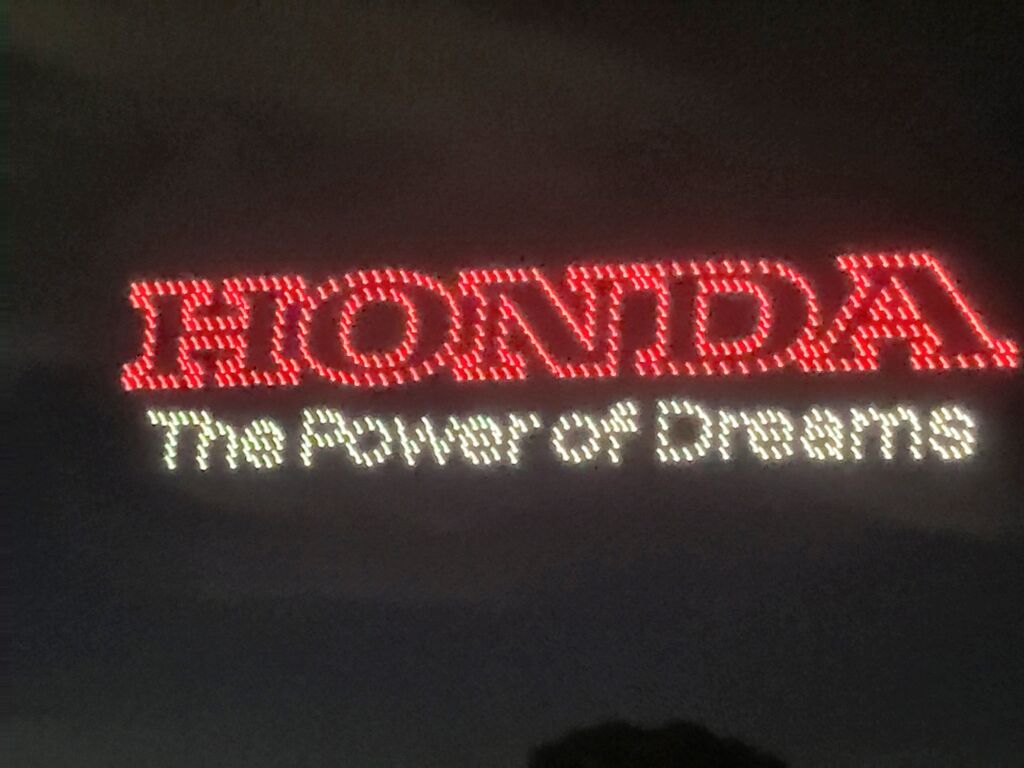 HONDA
The Power of Dreams